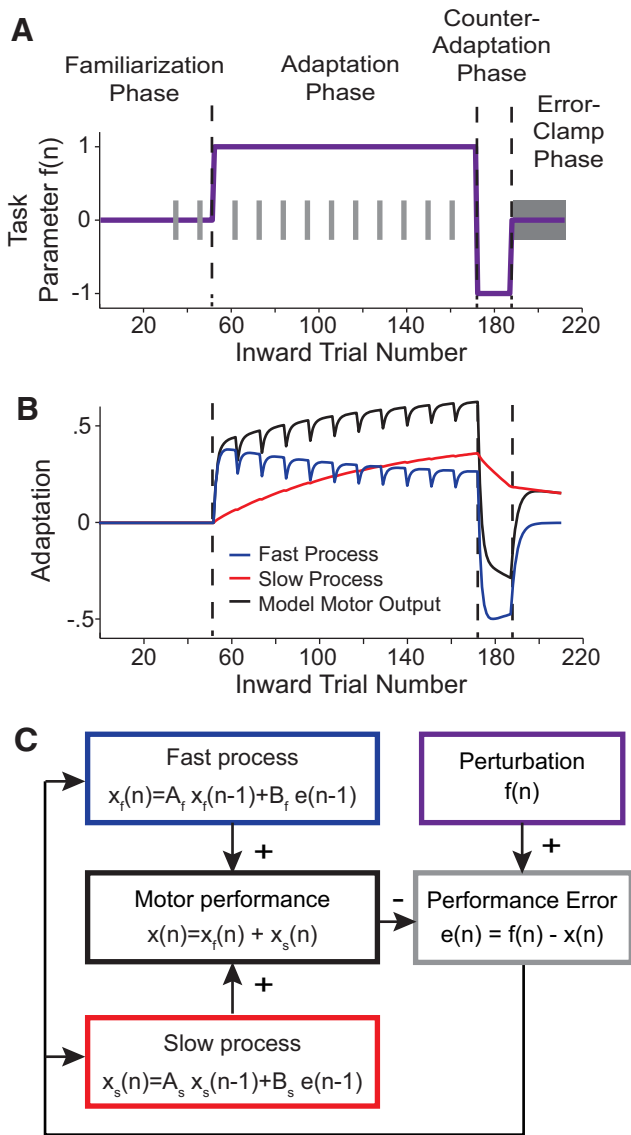 A
Familiarization
Phase
Adaptation
Phase
Counter-
Adaptation
Phase
Error-
Clamp
Phase
Task
Parameter f(n)
1
0
-1
20 60 100 140 180 220
Inward Trial Number
B
Adaptation
.5
0
-.5
Fast Process
Slow Process
Model Motor Output
20 60 100 140 180 220
Inward Trial Number
C
Fast process
x_f(n)=A_f x_f(n-1)+B_f e(n-1)
Perturbation
f(n)
+
+
Motor performance
x(n)=x_f(n) + x_s(n)
-
Performance Error
e(n) = f(n) - x(n)
+
Slow process
x_s(n)=A_s x_s(n-1)+B_s e(n-1)